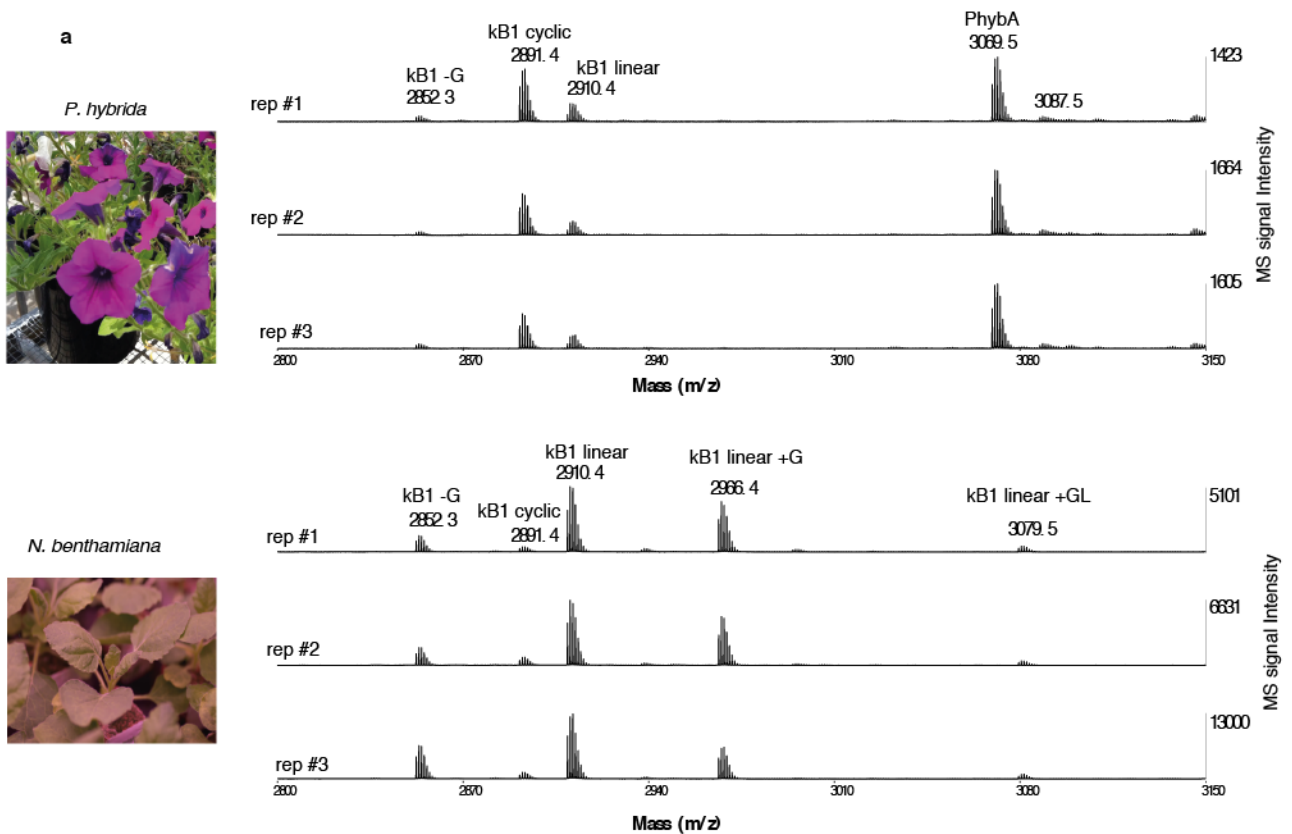 a
P. hybrida
kB1 -G
2852.3
kB1 cyclic
2891.4
kB1 linear
2910.4
PhybA
3069.5
3087.5
1423
rep #1
1664
rep #2
1605
rep #3
MS signal Intensity
2800 2870 2940 3010 3080 3150
Mass (m/z)
N. benthamiana
kB1 -G
2852.3
kB1 cyclic
2891.4
kB1 linear
2910.4
kB1 linear +G
2966.4
kB1 linear +GL
3079.5
5101
rep #1
6631
rep #2
13000
rep #3
MS signal Intensity
2800 2870 2940 3010 3080 3150
Mass (m/z)